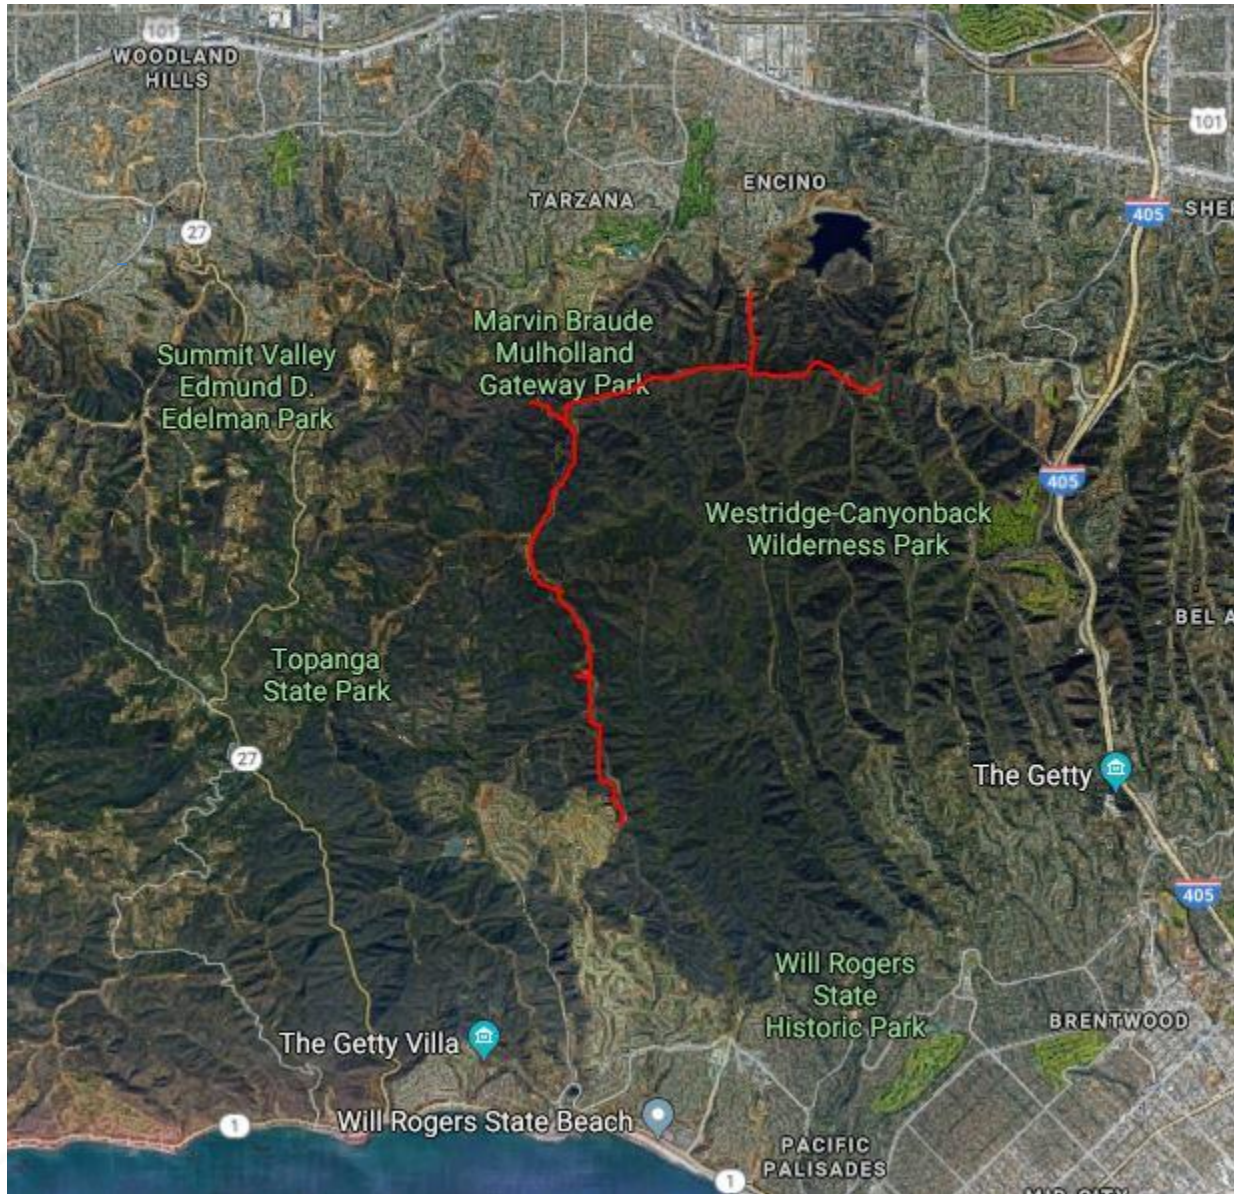 101
WOODLAND
HILLS
101
TARZANA
ENCINO
405
27
Marvin Braude
Mulholland
Gateway Park
Summit Valley
Edmund D.
Edelman Park
405
Westridge-Canyonback
Wilderness Park
BEL A
Topanga
State Park
27
The Getty
405
Will Rogers
State
Historic Park
BRENTWOOD
The Getty Villa
Will Rogers State Beach
1
PACIFIC
PALISADES
1